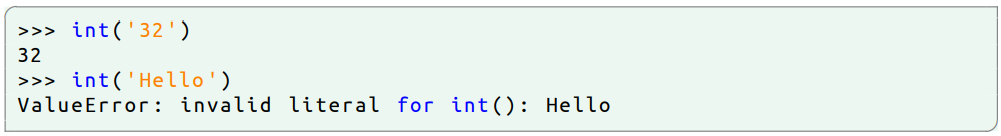 >>> int('32')
32
>>> int('Hello')
ValueError: invalid literal for int(): Hello